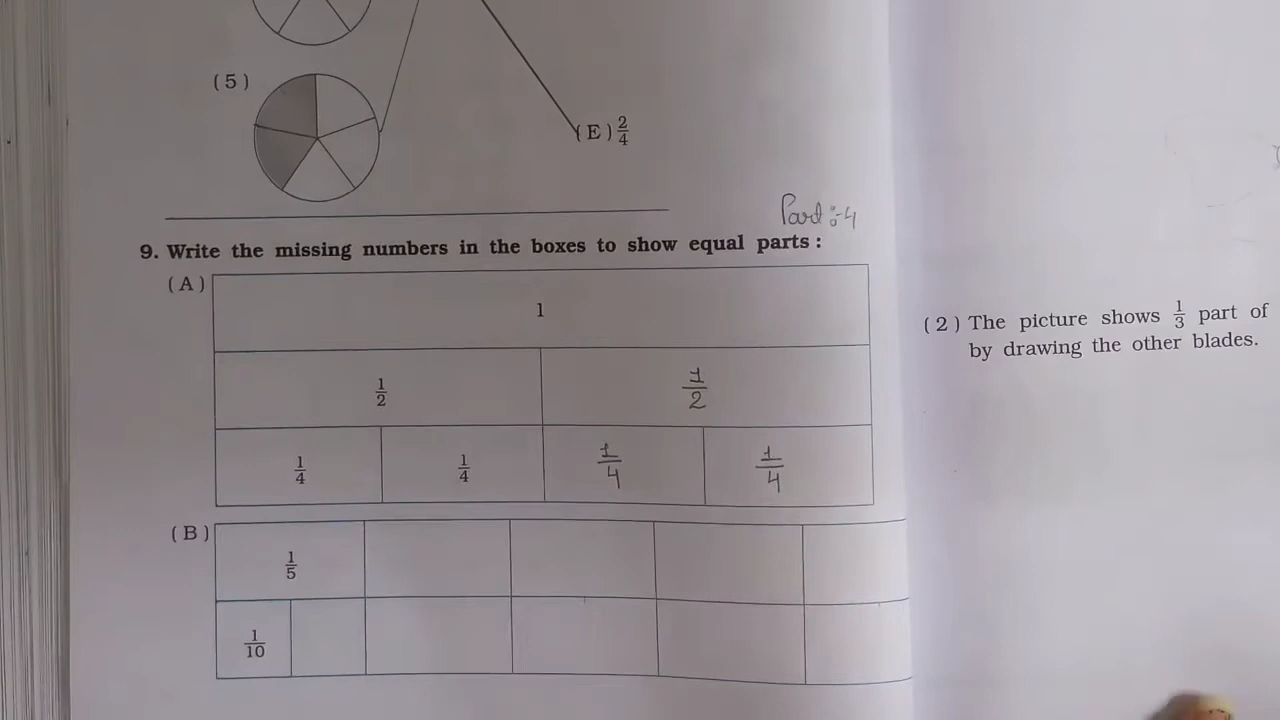 (5)
(E) 2/4
Part :- 4
9. Write the missing numbers in the boxes to show equal parts :
(A)
1
1/2 1/2
1/4 1/4 1/4 1/4
(B)
1/5
1/10
(2) The picture shows 1/3 part of
by drawing the other blades.